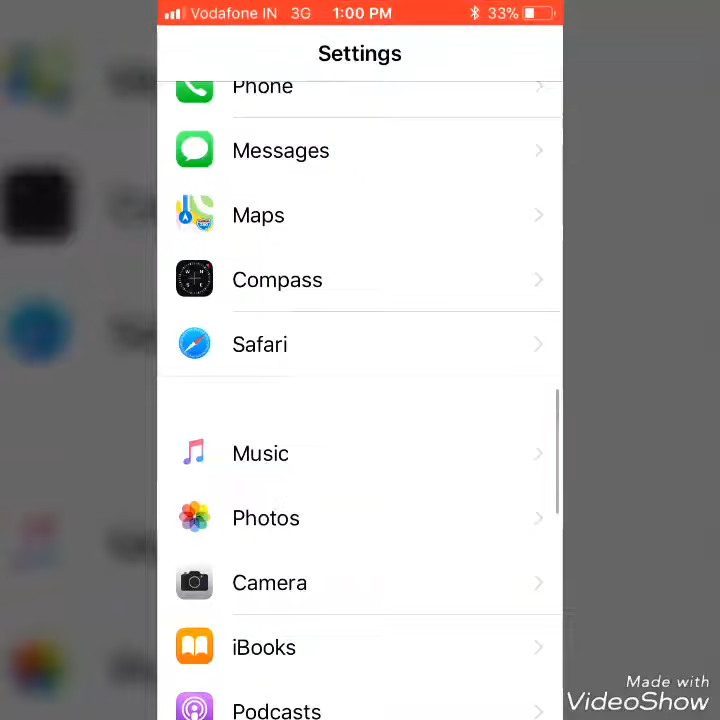 Vodafone IN 3G 1:00 PM 33%
Settings
Phone
Messages
Maps
Compass
Safari
Music
Photos
Camera
iBooks
Podcasts
Made with
VideoShow